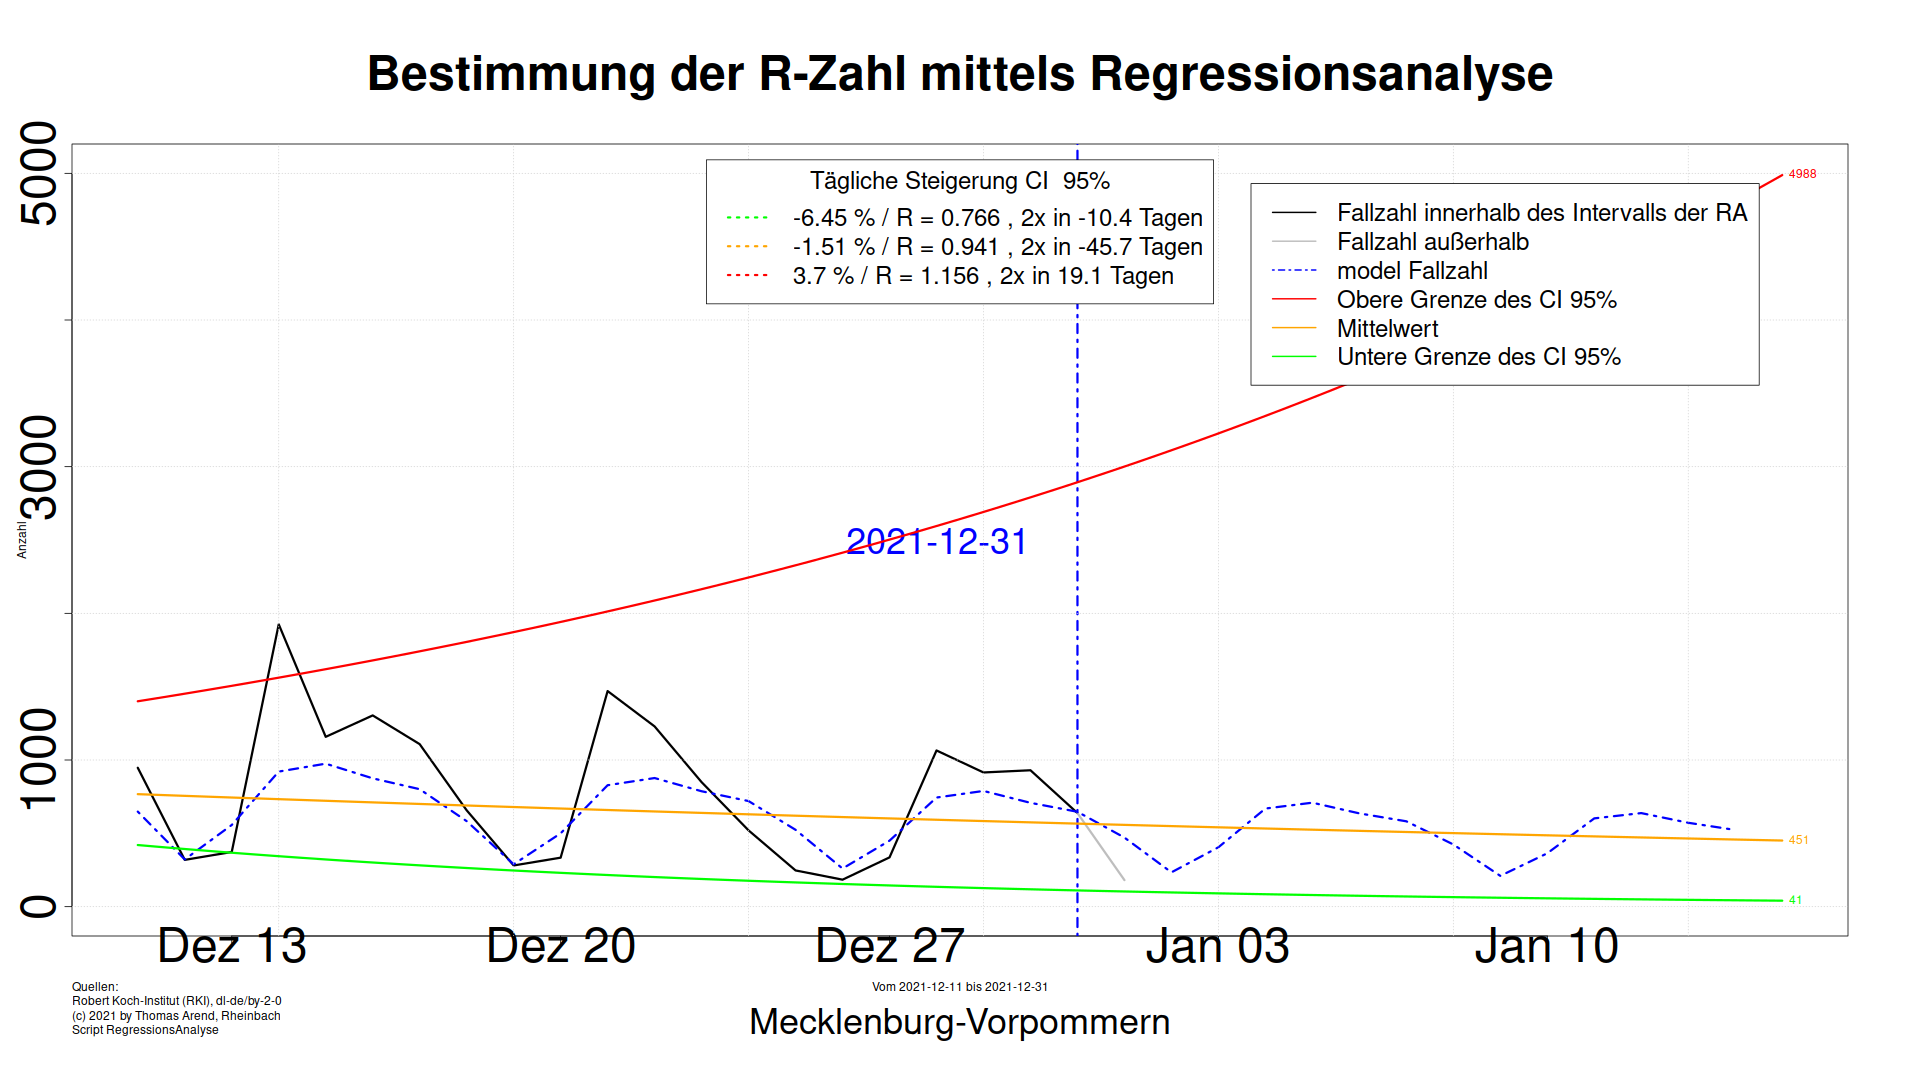 Bestimmung der R-Zahl mittels Regressionsanalyse
5000
3000
1000
0
Anzahl
Tägliche Steigerung CI  95%
-6.45 % / R = 0.766 , 2x in -10.4 Tagen
-1.51 % / R = 0.941 , 2x in -45.7 Tagen
3.7 % / R = 1.156 , 2x in 19.1 Tagen
Fallzahl innerhalb des Intervalls der RA
Fallzahl außerhalb
model Fallzahl
Obere Grenze des CI 95%
Mittelwert
Untere Grenze des CI 95%
4988
2021-12-31
451
41
Dez 13
Dez 20
Dez 27
Jan 03
Jan 10
Quellen:
Robert Koch-Institut (RKI), dl-de/by-2-0
(c) 2021 by Thomas Arend, Rheinbach
Script RegressionsAnalyse
Vom 2021-12-11 bis 2021-12-31
Mecklenburg-Vorpommern